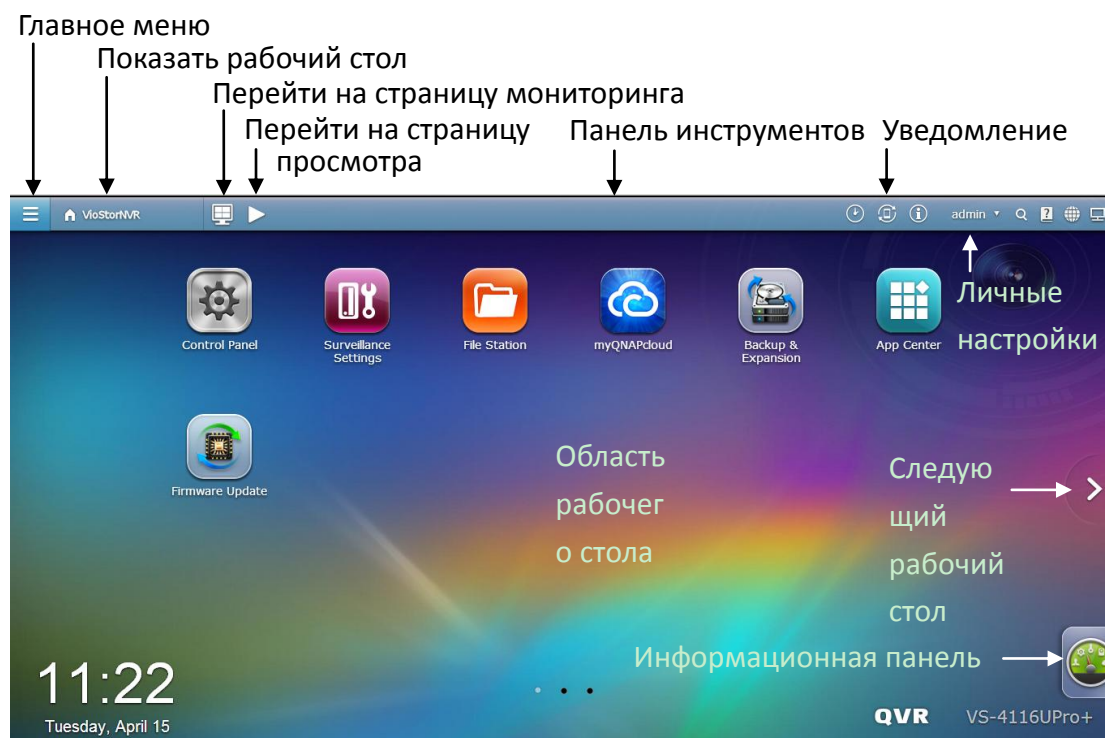 Главное меню
Показать рабочий стол
Перейти на страницу мониторинга
Перейти на страницу
просмотра
Панель инструментов
Уведомление
VioStorNVR
admin
Личные
настройки
Control Panel
Surveillance
Settings
File Station
myQNAPcloud
Backup &
Expansion
App Center
Firmware Update
Область
рабочег
о стола
Следую
щий
рабочий
стол
Информационная панель
11:22
Tuesday, April 15
QVR
VS-4116UPro+